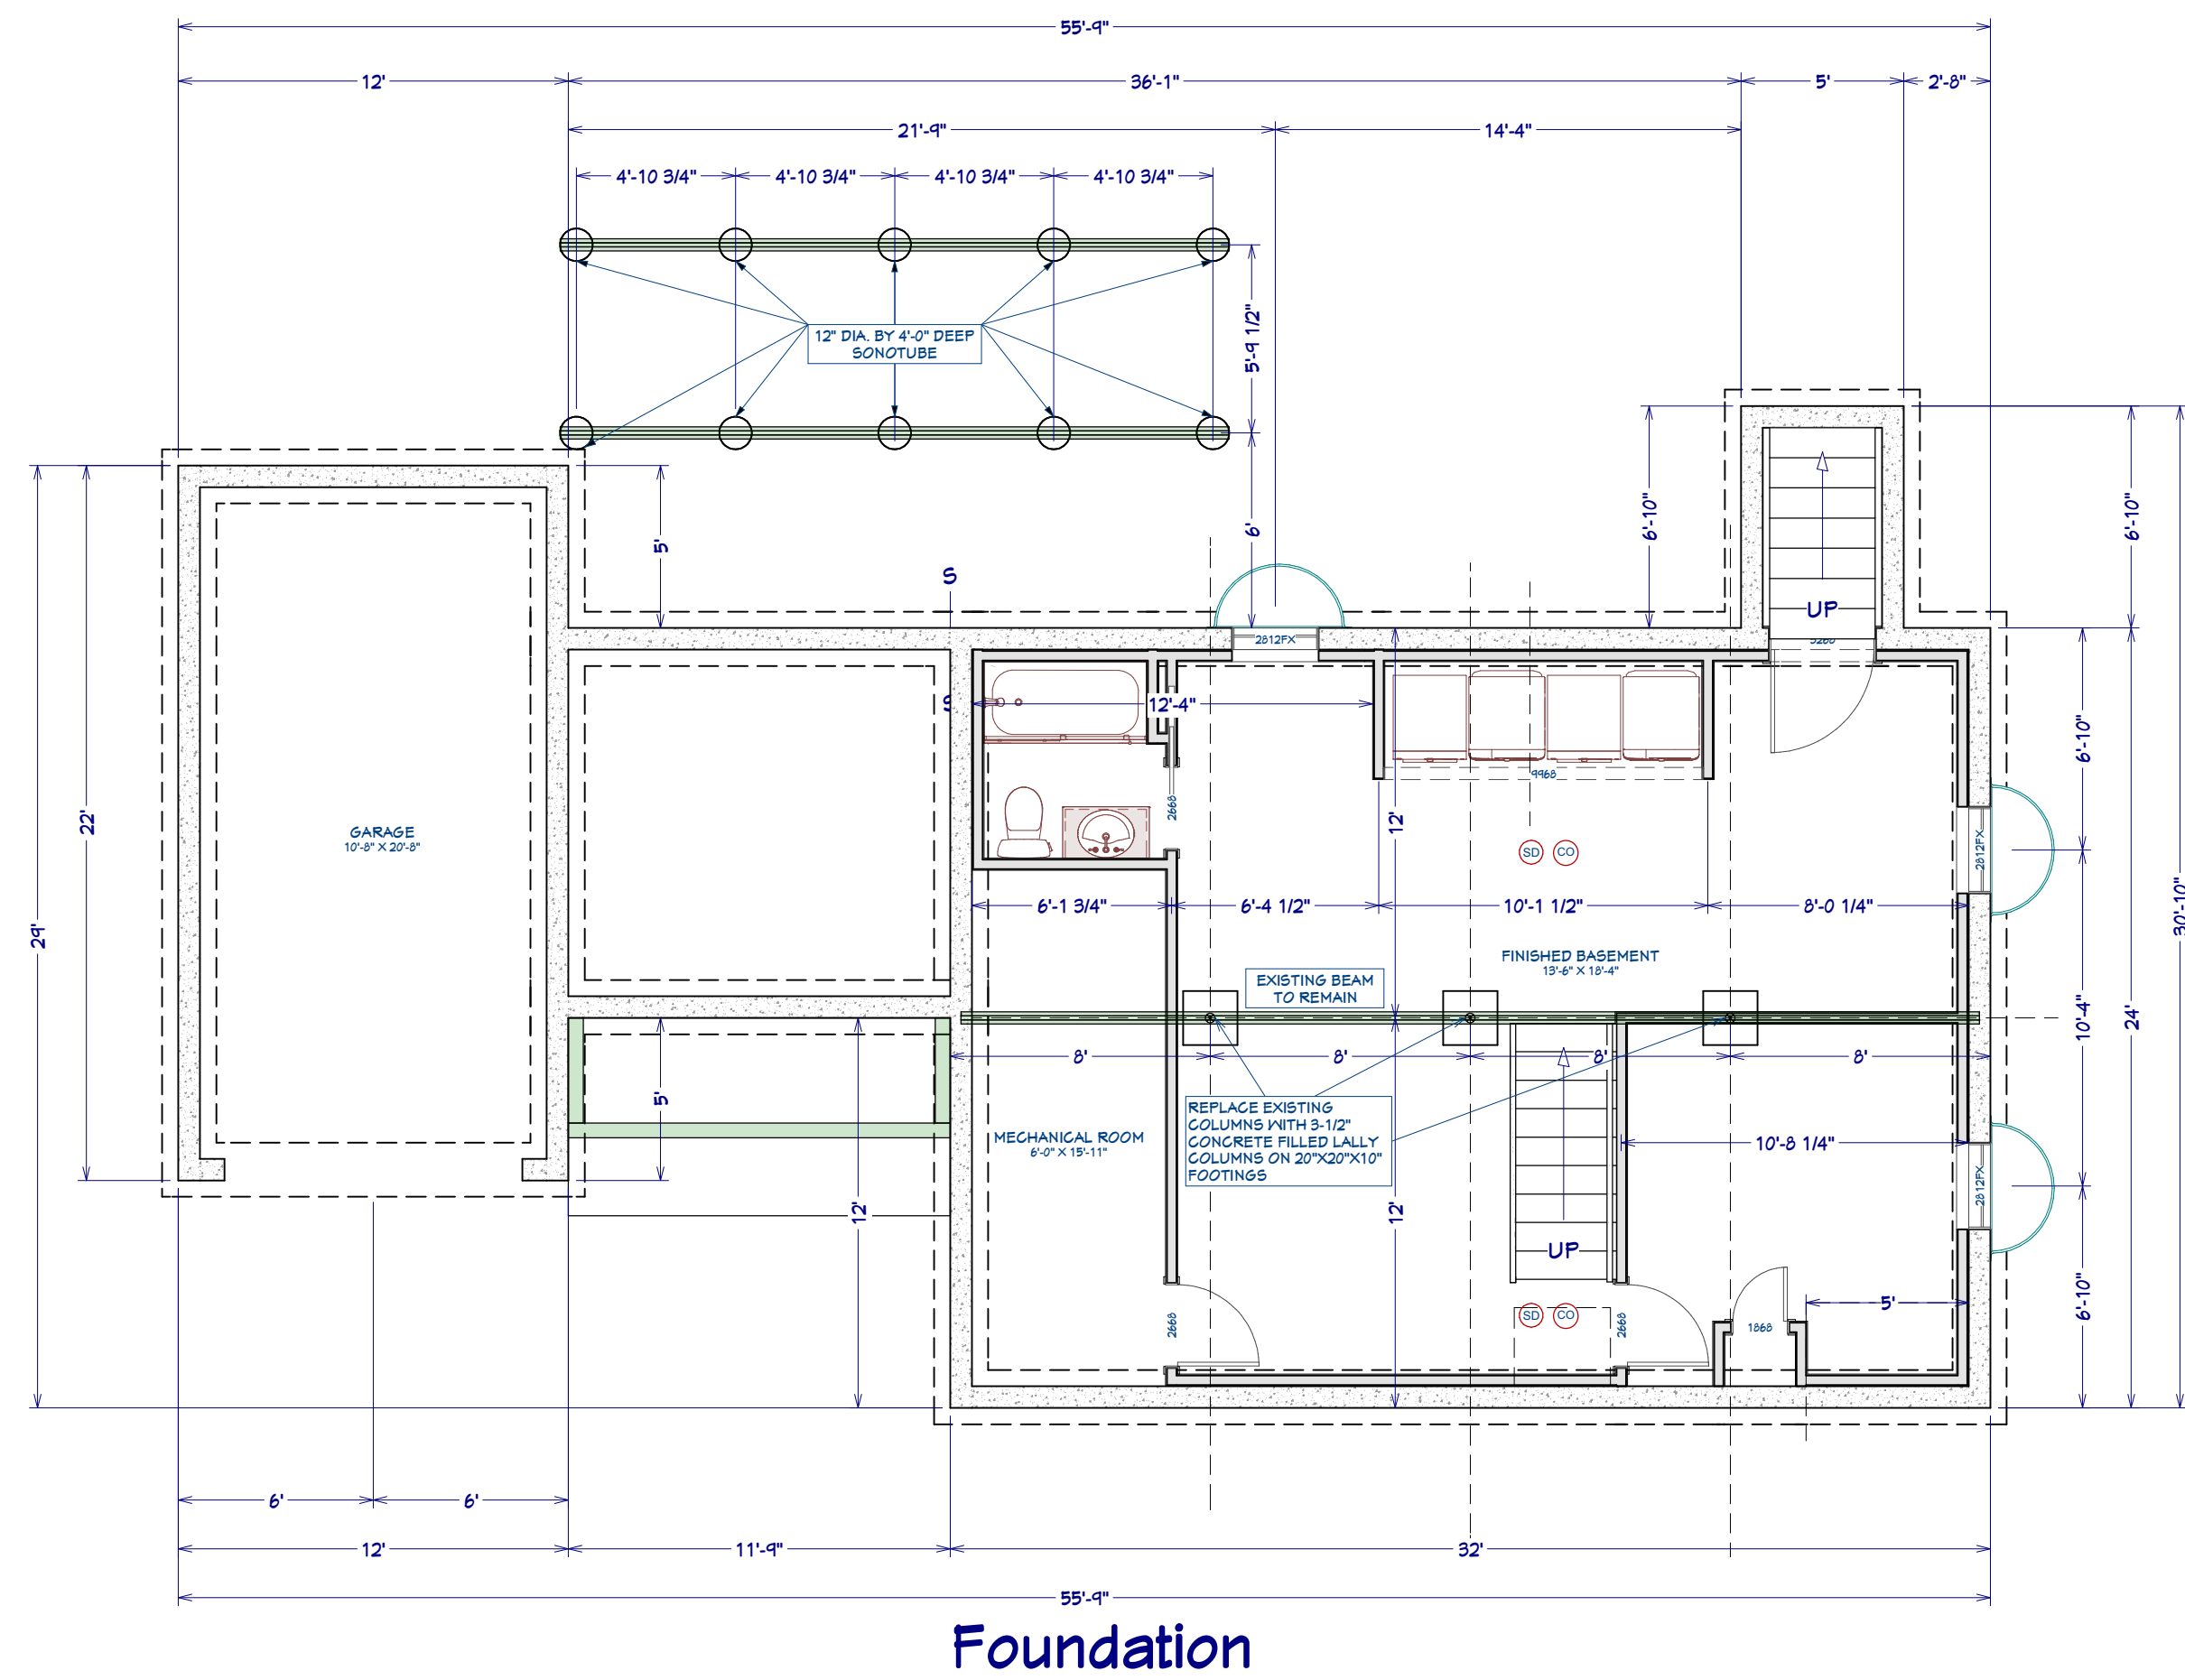 55'-9"
12'
36'-1"
5'
2'-8"
21'-9"
14'-4"
4'-10 3/4"
4'-10 3/4"
4'-10 3/4"
4'-10 3/4"
12" DIA. BY 4'-0" DEEP
SONOTUBE
5'-9 1/2"
6'
6'-10"
6'-10"
5'
S
UP
2812FX
S
12'-4"
9968
6'-10"
2668
12'
22'
GARAGE
10'-8" X 20'-8"
SD
CO
2812FX
6'-1 3/4"
6'-4 1/2"
10'-1 1/2"
8'-0 1/4"
30'-10"
29'
FINISHED BASEMENT
13'-6" X 18'-4"
EXISTING BEAM
TO REMAIN
10'-4"
24'
8'
8'
8'
8'
5'
REPLACE EXISTING
COLUMNS WITH 3-1/2"
CONCRETE FILLED LALLY
COLUMNS ON 20"X20"X10"
FOOTINGS
MECHANICAL ROOM
6'-0" X 15'-11"
10'-8 1/4"
2812FX
12'
12'
UP
6'-10"
5'
SD
CO
2668
2668
1868
6'
6'
12'
11'-9"
32'
55'-9"
Foundation